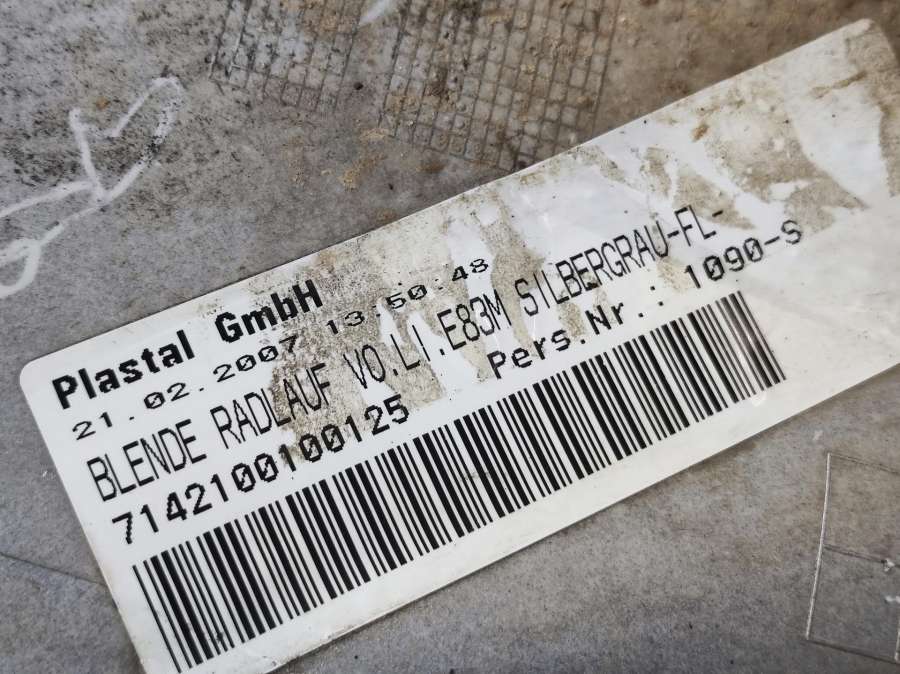 Plastal GmbH
21.02.2007 13:50:48
BLENDE RADLAUF VO.LI.E83M SILBERGRAU-FL-
7142100100125 Pers.Nr.: 1090-S